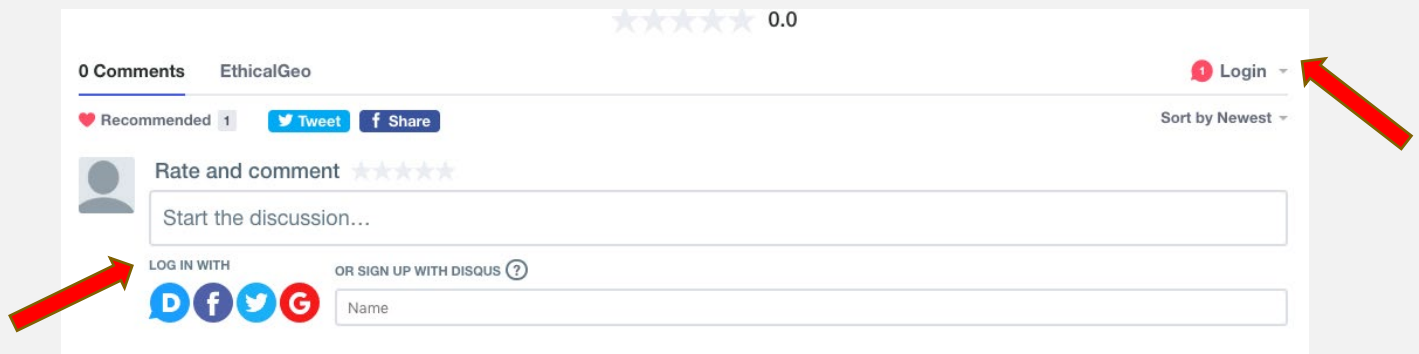 0.0
0 Comments EthicalGeo 1 Login
Recommended 1 Tweet f Share Sort by Newest
Rate and comment
Start the discussion...
LOG IN WITH OR SIGN UP WITH DISQUS ?
D f G Name